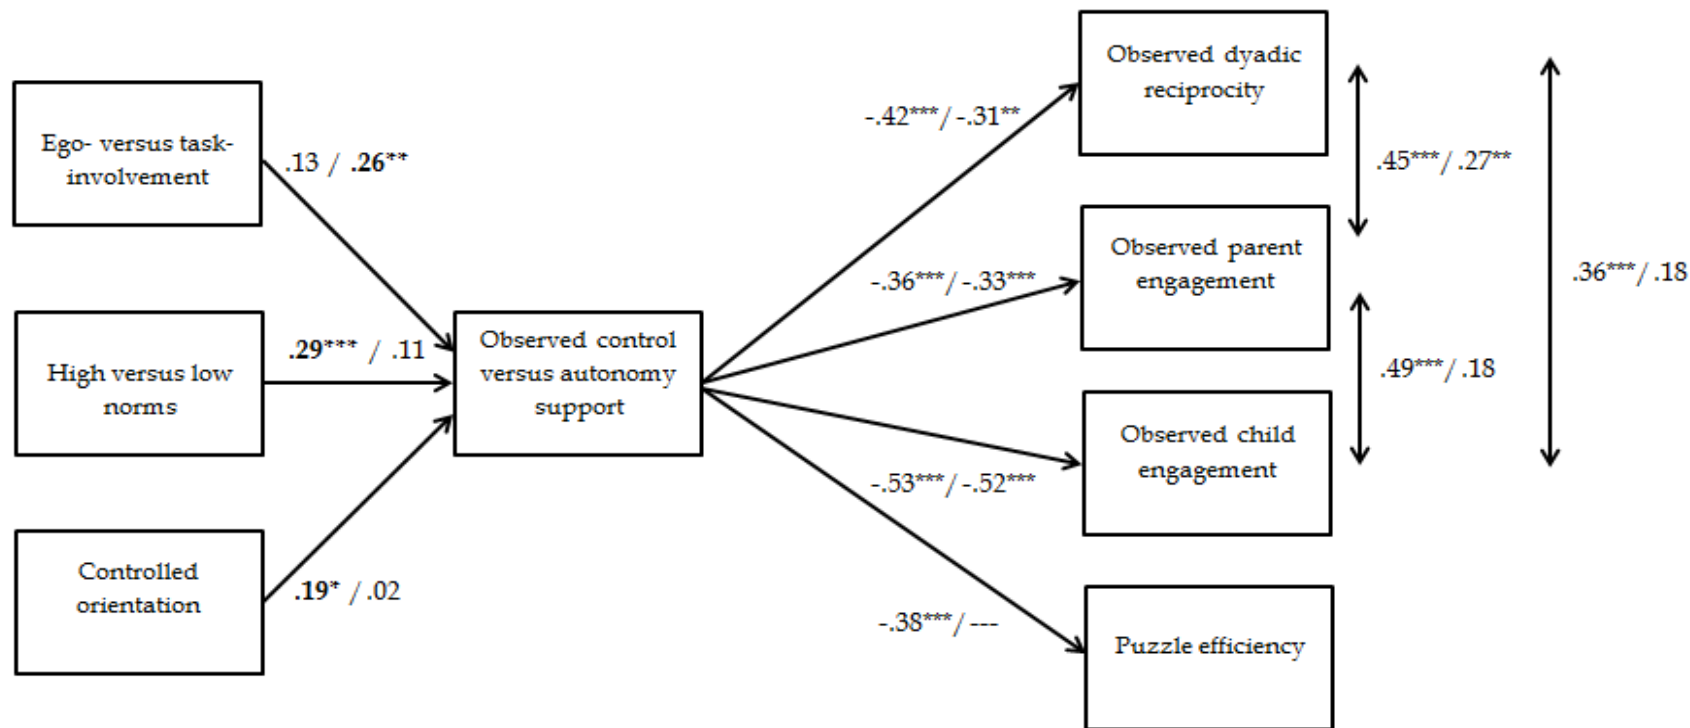 Ego- versus task-
involvement
High versus low
norms
Controlled
orientation
.13 / .26**
.29*** / .11
.19* / .02
Observed control
versus autonomy
support
-.42***/ -.31**
-.36***/ -.33***
-.53***/ -.52***
-.38***/ ---
Observed dyadic
reciprocity
Observed parent
engagement
Observed child
engagement
Puzzle efficiency
.45***/ .27**
.49***/ .18
.36***/ .18